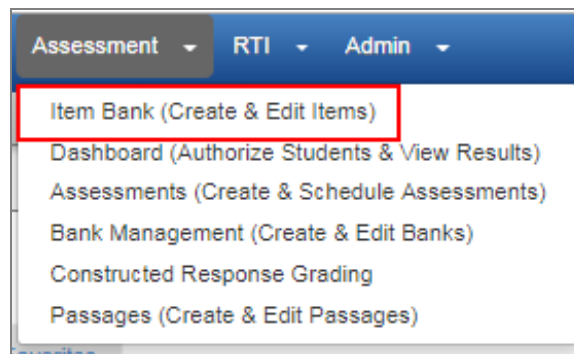 Assessment RTI Admin
Item Bank (Create & Edit Items)
Dashboard (Authorize Students & View Results)
Assessments (Create & Schedule Assessments)
Bank Management (Create & Edit Banks)
Constructed Response Grading
Passages (Create & Edit Passages)